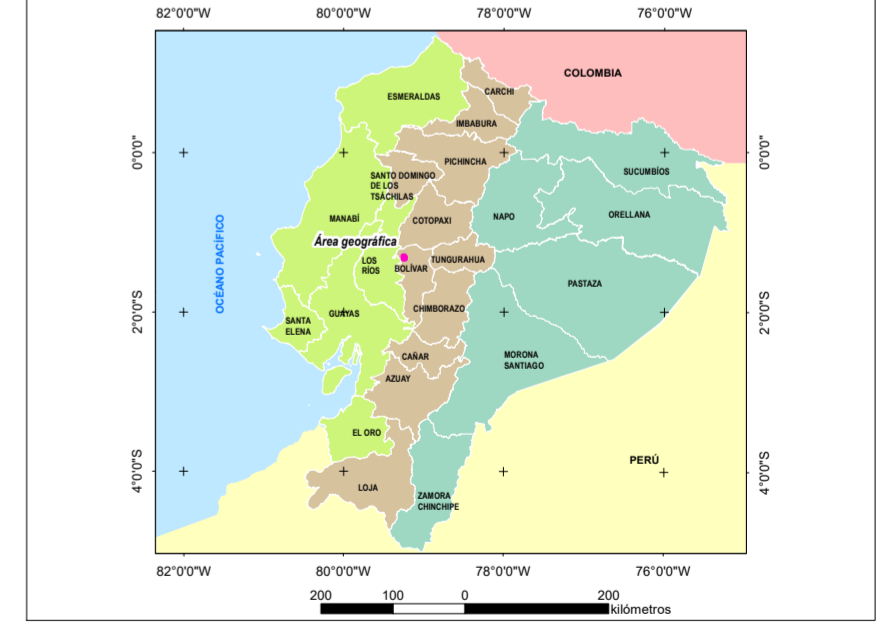 82°0'0"W 80°0'0"W 78°0'0"W 76°0'0"W
COLOMBIA
CARCHI
ESMERALDAS
IMBABURA
0°0'0" 0°0'0"
PICHINCHA
SANTO DOMINGO
DE LOS
TSÁCHILAS
SUCUMBÍOS
MANABÍ
COTOPAXI
NAPO
ORELLANA
OCÉANO PACÍFICO
Área geográfica
LOS
RÍOS
BOLÍVAR
TUNGURAHUA
PASTAZA
2°0'0"S 2°0'0"S
CHIMBORAZO
GUAYAS
SANTA
ELENA
CAÑAR
MORONA
SANTIAGO
AZUAY
EL ORO
PERÚ
4°0'0"S 4°0'0"S
LOJA
ZAMORA
CHINCHIPE
82°0'0"W 80°0'0"W 78°0'0"W 76°0'0"W
200 100 0 200
kilómetros